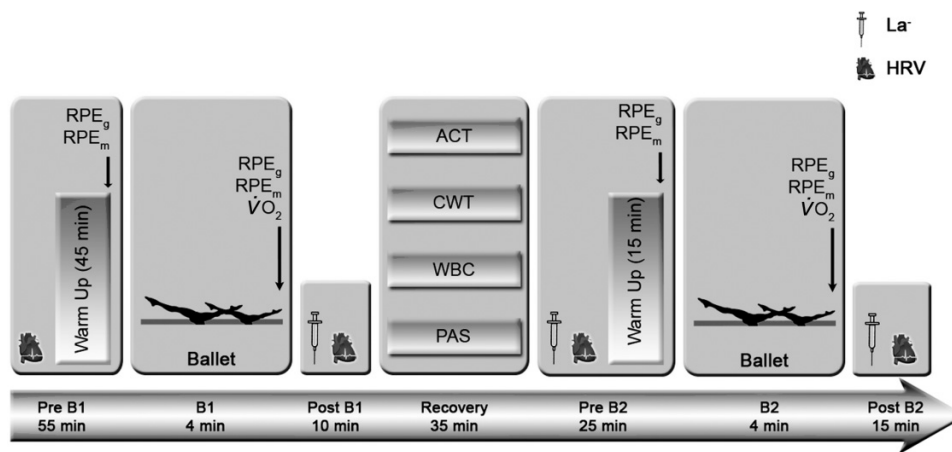 La⁻
HRV
RPEg
RPEm
Warm Up (45 min)
RPEg
RPEm
V̇O₂
Ballet
ACT
CWT
WBC
PAS
RPEg
RPEm
Warm Up (15 min)
RPEg
RPEm
V̇O₂
Ballet
Pre B1
55 min
B1
4 min
Post B1
10 min
Recovery
35 min
Pre B2
25 min
B2
4 min
Post B2
15 min